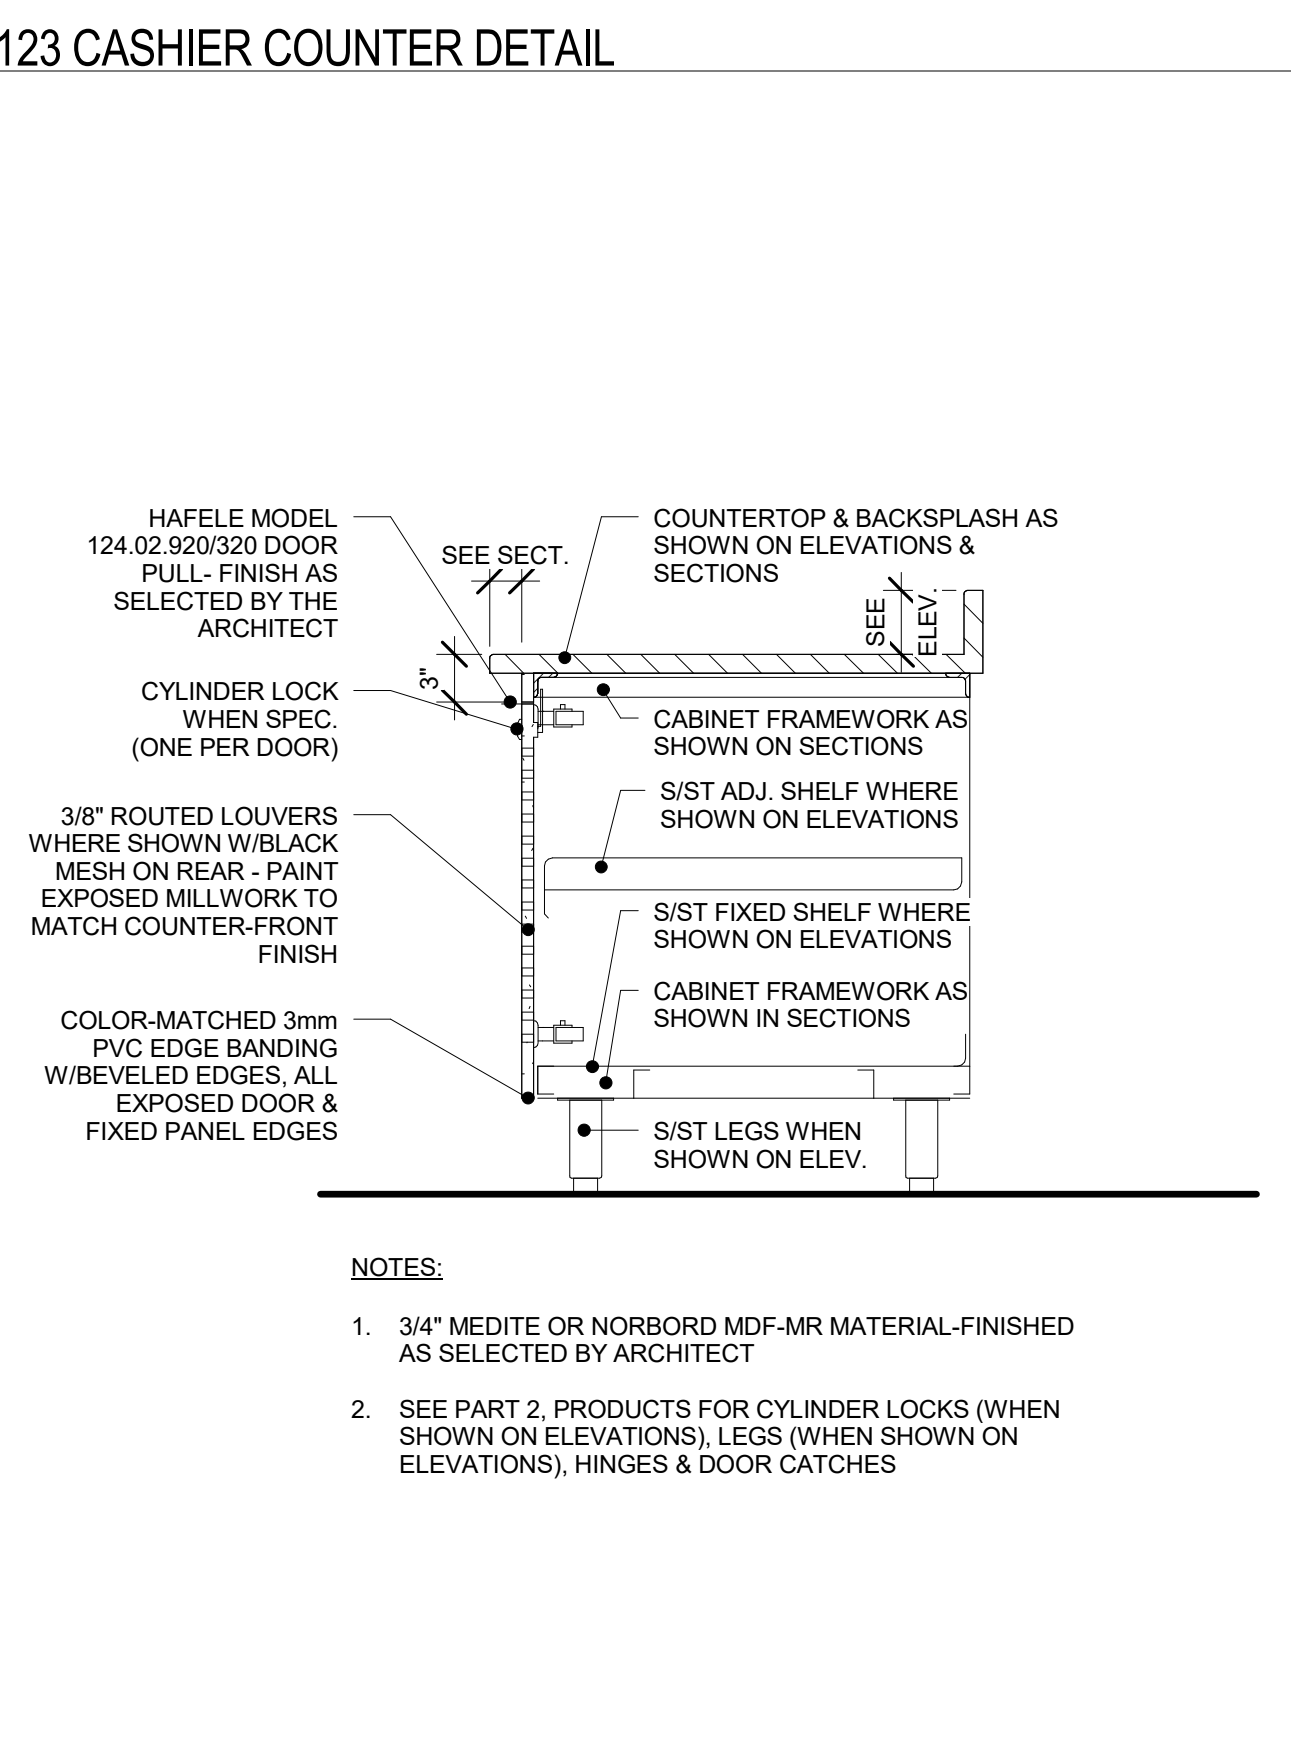 123 CASHIER COUNTER DETAIL
HAFELE MODEL
124.02.920/320 DOOR
PULL- FINISH AS
SELECTED BY THE
ARCHITECT
CYLINDER LOCK
WHEN SPEC.
(ONE PER DOOR)
3/8" ROUTED LOUVERS
WHERE SHOWN W/BLACK
MESH ON REAR - PAINT
EXPOSED MILLWORK TO
MATCH COUNTER-FRONT
FINISH
COLOR-MATCHED 3mm
PVC EDGE BANDING
W/BEVELED EDGES, ALL
EXPOSED DOOR &
FIXED PANEL EDGES
SEE SECT.
3"
COUNTERTOP & BACKSPLASH AS
SHOWN ON ELEVATIONS &
SECTIONS
SEE
ELEV.
CABINET FRAMEWORK AS
SHOWN ON SECTIONS
S/ST ADJ. SHELF WHERE
SHOWN ON ELEVATIONS
S/ST FIXED SHELF WHERE
SHOWN ON ELEVATIONS
CABINET FRAMEWORK AS
SHOWN IN SECTIONS
S/ST LEGS WHEN
SHOWN ON ELEV.
NOTES:
1. 3/4" MEDITE OR NORBORD MDF-MR MATERIAL-FINISHED
AS SELECTED BY ARCHITECT
2. SEE PART 2, PRODUCTS FOR CYLINDER LOCKS (WHEN
SHOWN ON ELEVATIONS), LEGS (WHEN SHOWN ON
ELEVATIONS), HINGES & DOOR CATCHES